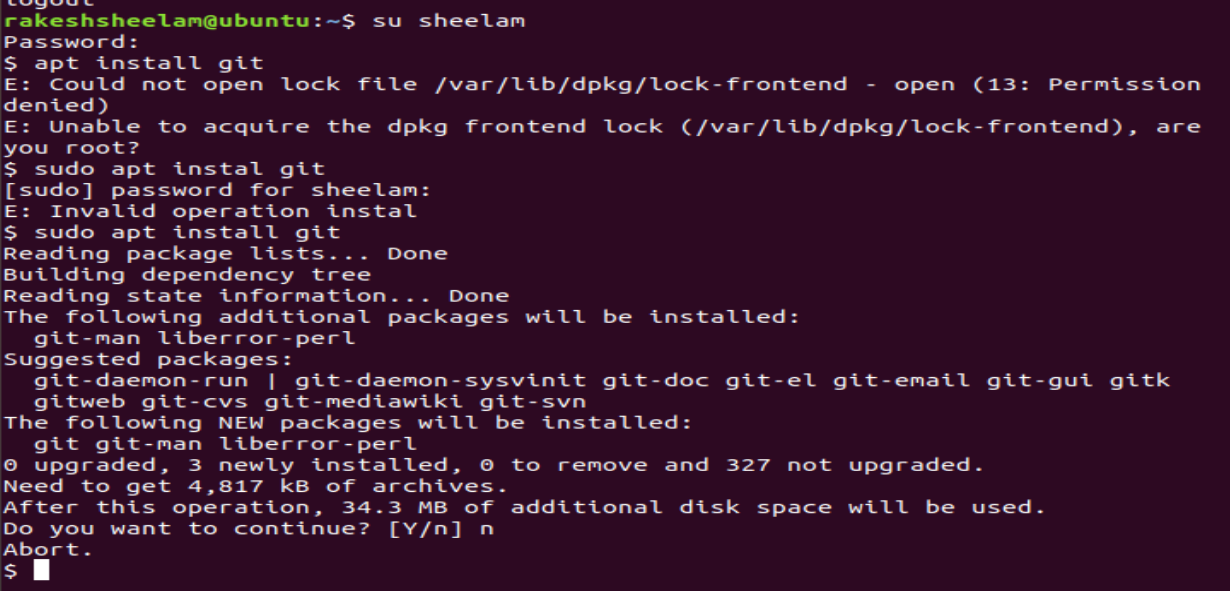 logout
rakeshsheelam@ubuntu:~$ su sheelam
Password:
$ apt install git
E: Could not open lock file /var/lib/dpkg/lock-frontend - open (13: Permission
denied)
E: Unable to acquire the dpkg frontend lock (/var/lib/dpkg/lock-frontend), are
you root?
$ sudo apt instal git
[sudo] password for sheelam:
E: Invalid operation instal
$ sudo apt install git
Reading package lists... Done
Building dependency tree
Reading state information... Done
The following additional packages will be installed:
  git-man liberror-perl
Suggested packages:
  git-daemon-run | git-daemon-sysvinit git-doc git-el git-email git-gui gitk
  gitweb git-cvs git-mediawiki git-svn
The following NEW packages will be installed:
  git git-man liberror-perl
0 upgraded, 3 newly installed, 0 to remove and 327 not upgraded.
Need to get 4,817 kB of archives.
After this operation, 34.3 MB of additional disk space will be used.
Do you want to continue? [Y/n] n
Abort.
$